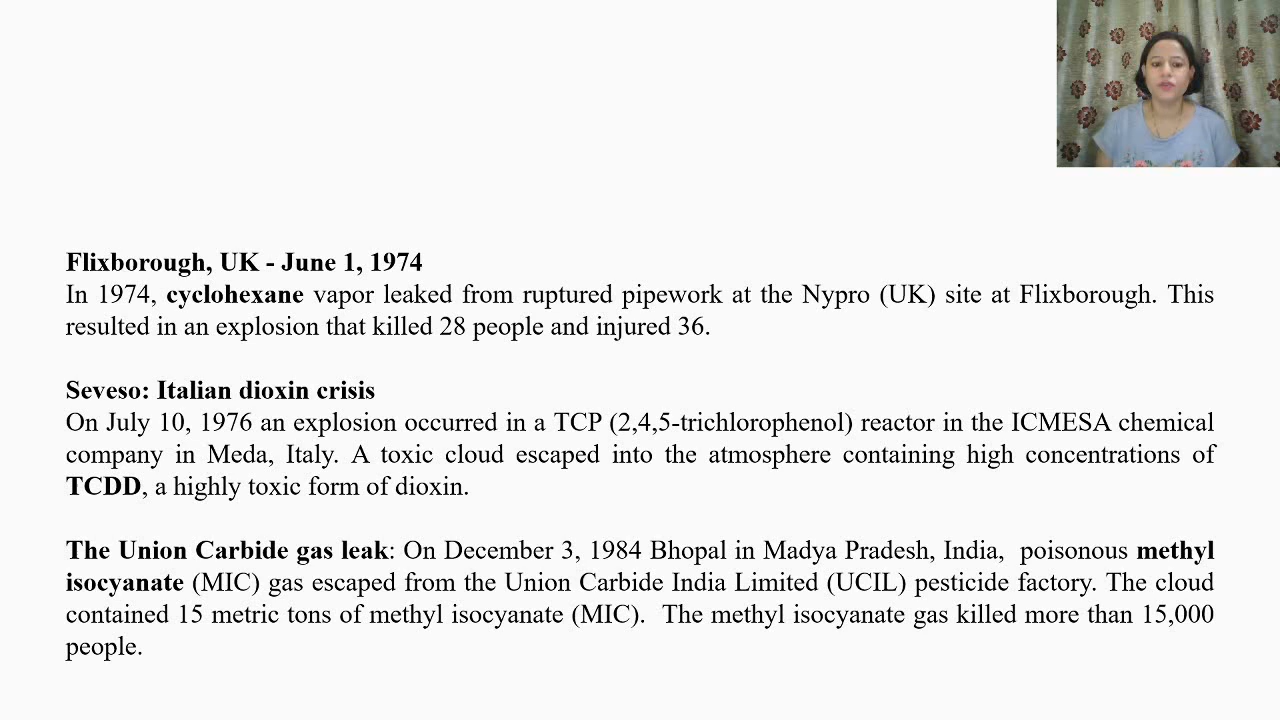 Flixborough, UK - June 1, 1974
In 1974, cyclohexane vapor leaked from ruptured pipework at the Nypro (UK) site at Flixborough. This
resulted in an explosion that killed 28 people and injured 36.
Seveso: Italian dioxin crisis
On July 10, 1976 an explosion occurred in a TCP (2,4,5-trichlorophenol) reactor in the ICMESA chemical
company in Meda, Italy. A toxic cloud escaped into the atmosphere containing high concentrations of
TCDD, a highly toxic form of dioxin.
The Union Carbide gas leak: On December 3, 1984 Bhopal in Madya Pradesh, India, poisonous methyl
isocyanate (MIC) gas escaped from the Union Carbide India Limited (UCIL) pesticide factory. The cloud
contained 15 metric tons of methyl isocyanate (MIC). The methyl isocyanate gas killed more than 15,000
people.